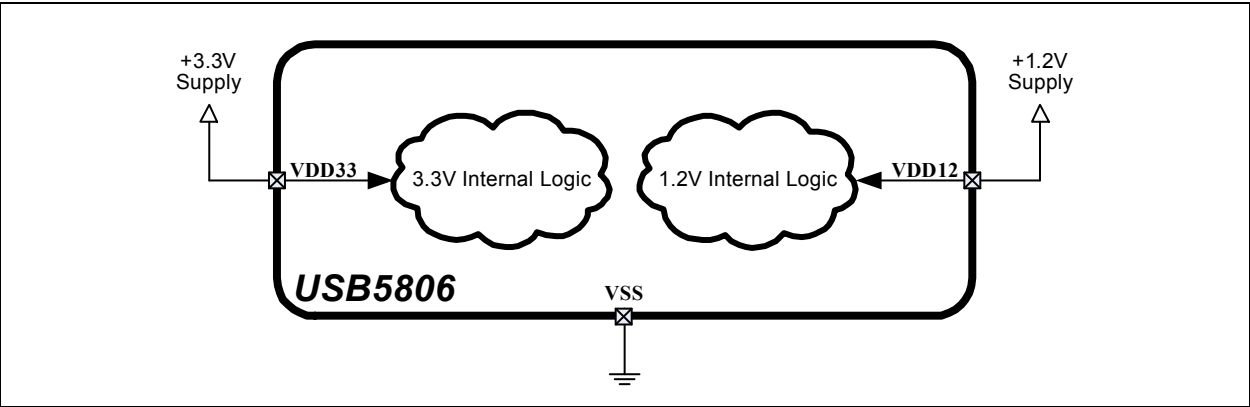 +3.3V
Supply
+1.2V
Supply
VDD33
3.3V Internal Logic
1.2V Internal Logic
VDD12
USB5806
VSS